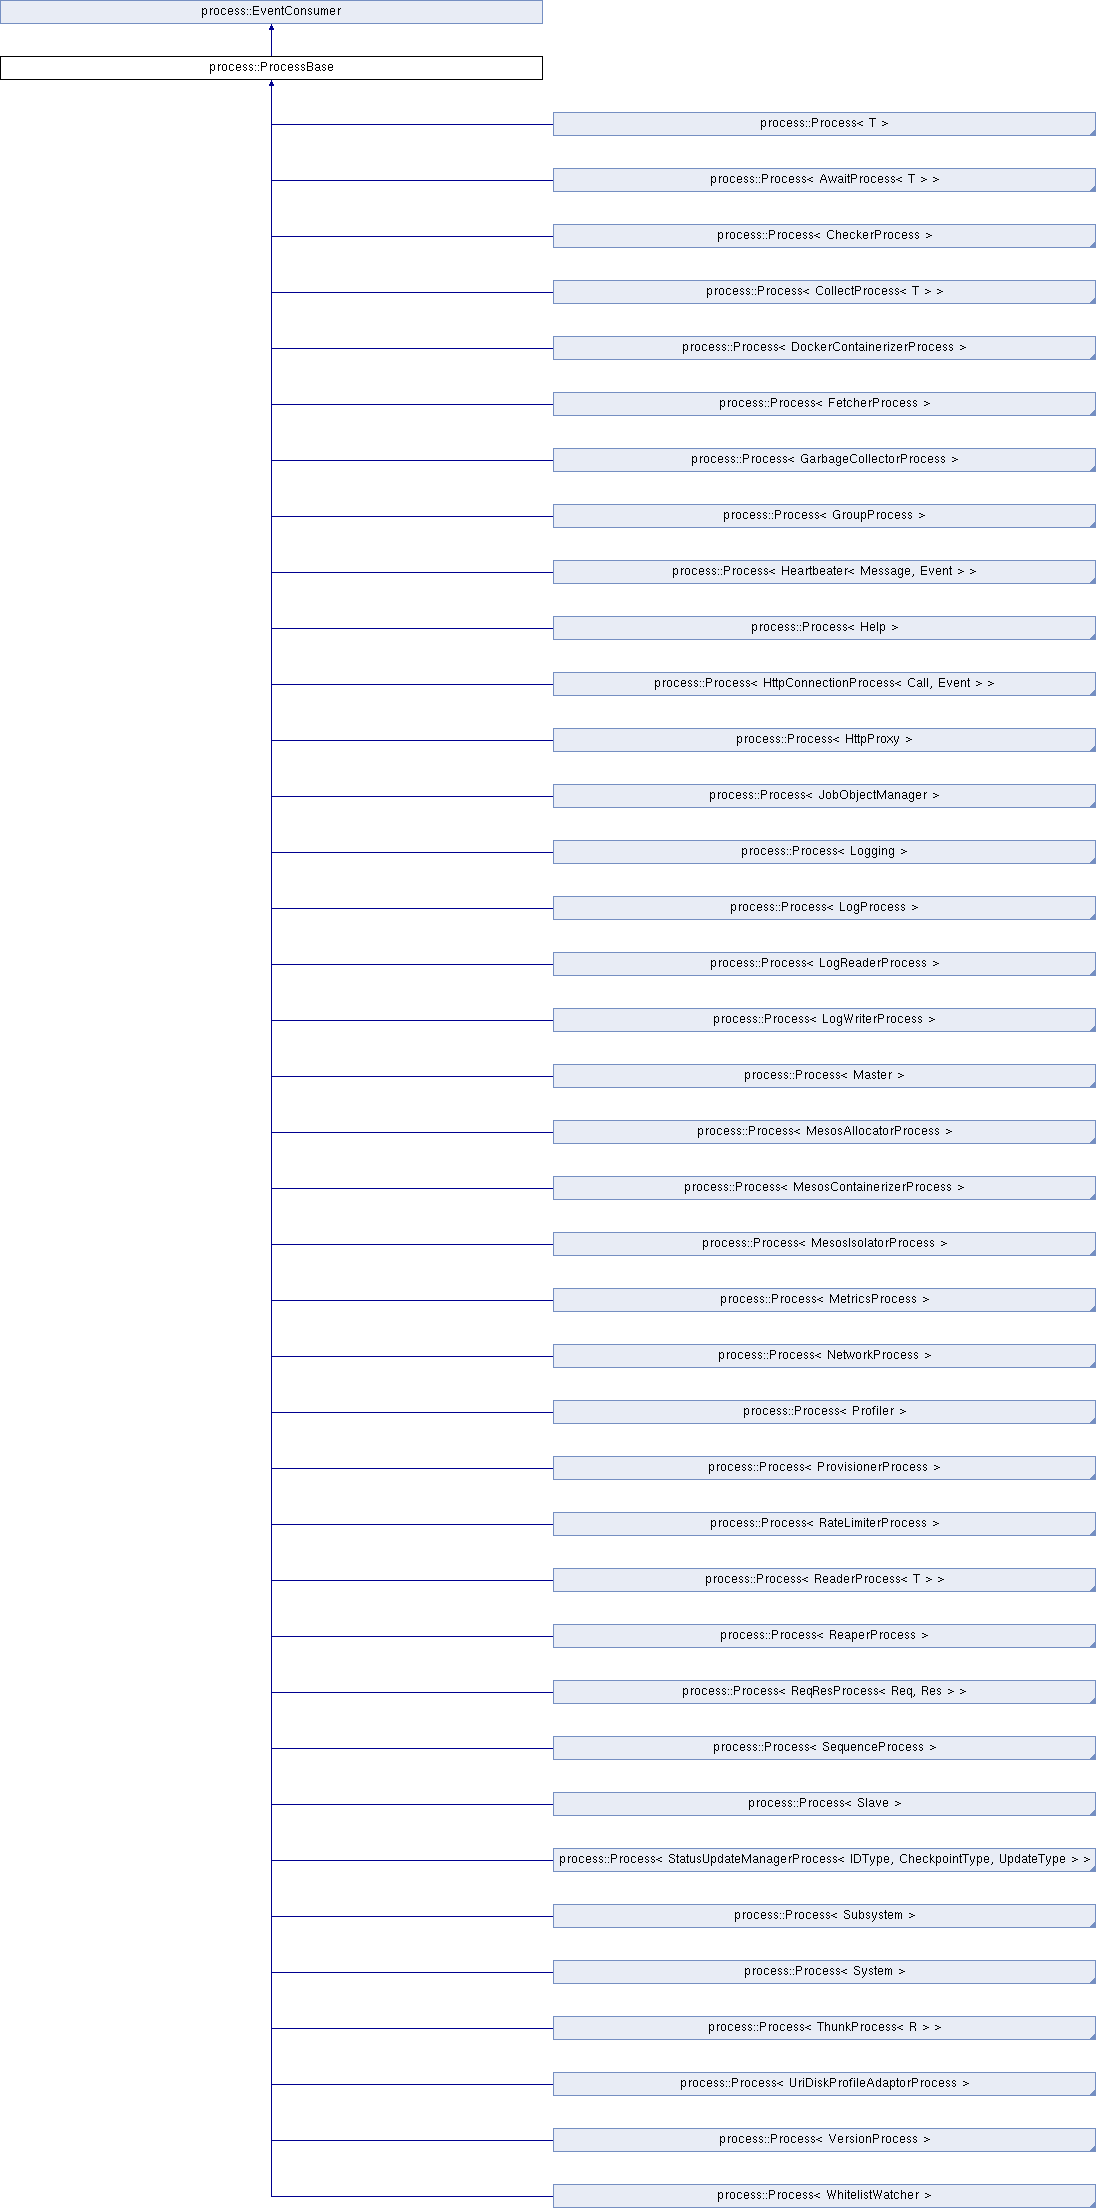 process::EventConsumer
process::ProcessBase
process::Process< T >
process::Process< AwaitProcess< T > >
process::Process< CheckerProcess >
process::Process< CollectProcess< T > >
process::Process< DockerContainerizerProcess >
process::Process< FetcherProcess >
process::Process< GarbageCollectorProcess >
process::Process< GroupProcess >
process::Process< Heartbeater< Message, Event > >
process::Process< Help >
process::Process< HttpConnectionProcess< Call, Event > >
process::Process< HttpProxy >
process::Process< JobObjectManager >
process::Process< Logging >
process::Process< LogProcess >
process::Process< LogReaderProcess >
process::Process< LogWriterProcess >
process::Process< Master >
process::Process< MesosAllocatorProcess >
process::Process< MesosContainerizerProcess >
process::Process< MesosIsolatorProcess >
process::Process< MetricsProcess >
process::Process< NetworkProcess >
process::Process< Profiler >
process::Process< ProvisionerProcess >
process::Process< RateLimiterProcess >
process::Process< ReaderProcess< T > >
process::Process< ReaperProcess >
process::Process< ReqResProcess< Req, Res > >
process::Process< SequenceProcess >
process::Process< Slave >
process::Process< StatusUpdateManagerProcess< IDType, CheckpointType, UpdateType > >
process::Process< Subsystem >
process::Process< System >
process::Process< ThunkProcess< R > >
process::Process< UriDiskProfileAdaptorProcess >
process::Process< VersionProcess >
process::Process< WhitelistWatcher >